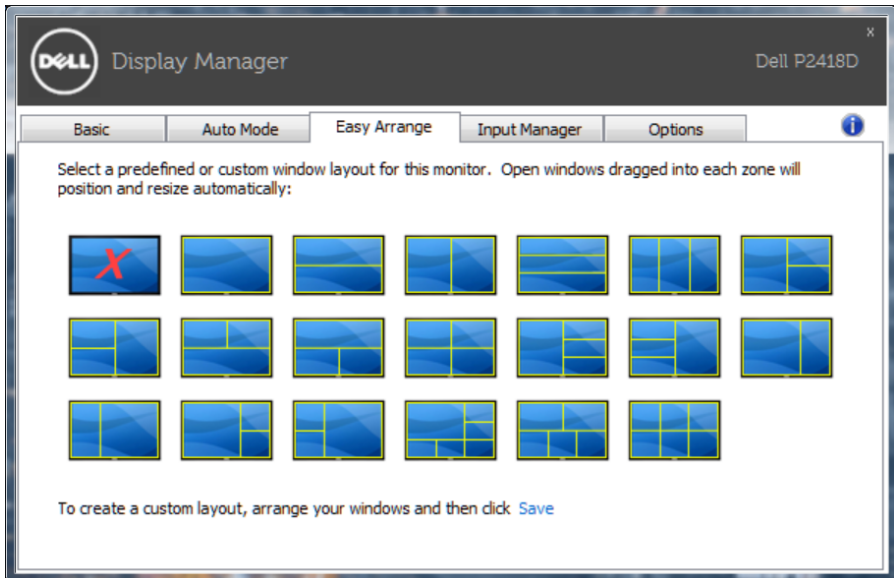 DELL
Display Manager
x
Dell P2418D
Basic
Auto Mode
Easy Arrange
Input Manager
Options
i
Select a predefined or custom window layout for this monitor. Open windows dragged into each zone will
position and resize automatically:
X
To create a custom layout, arrange your windows and then click Save